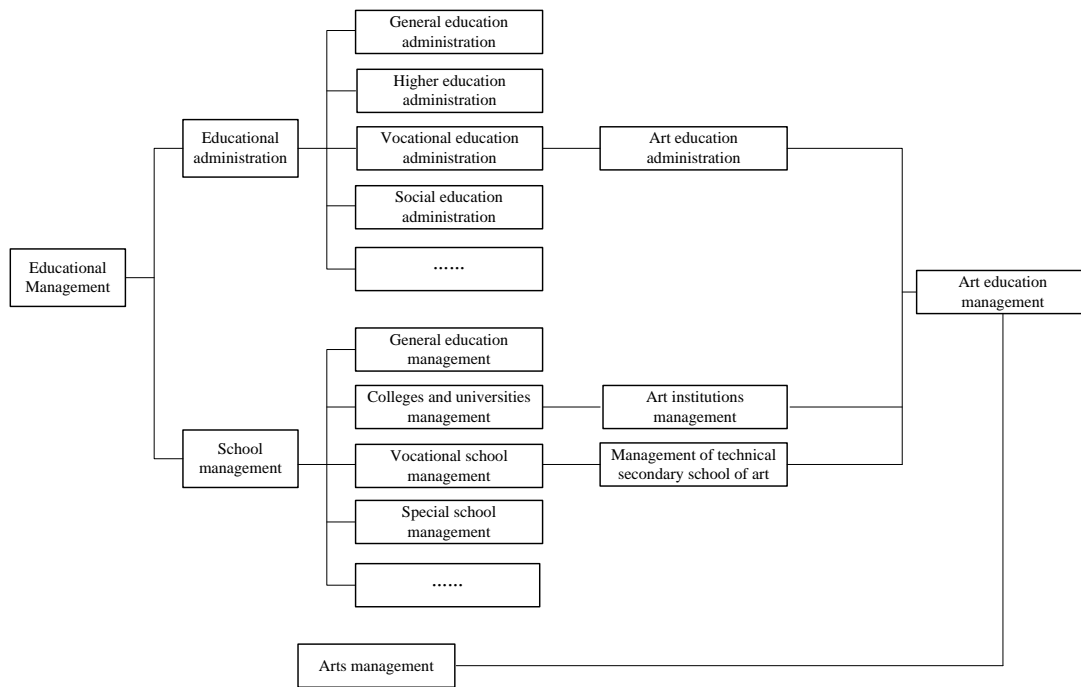 General education
administration
Higher education
administration
Educational
administration
Vocational education
administration
Art education
administration
Social education
administration
......
Educational
Management
Art education
management
General education
management
Colleges and universities
management
Art institutions
management
School
management
Vocational school
management
Management of technical
secondary school of art
Special school
management
......
Arts management